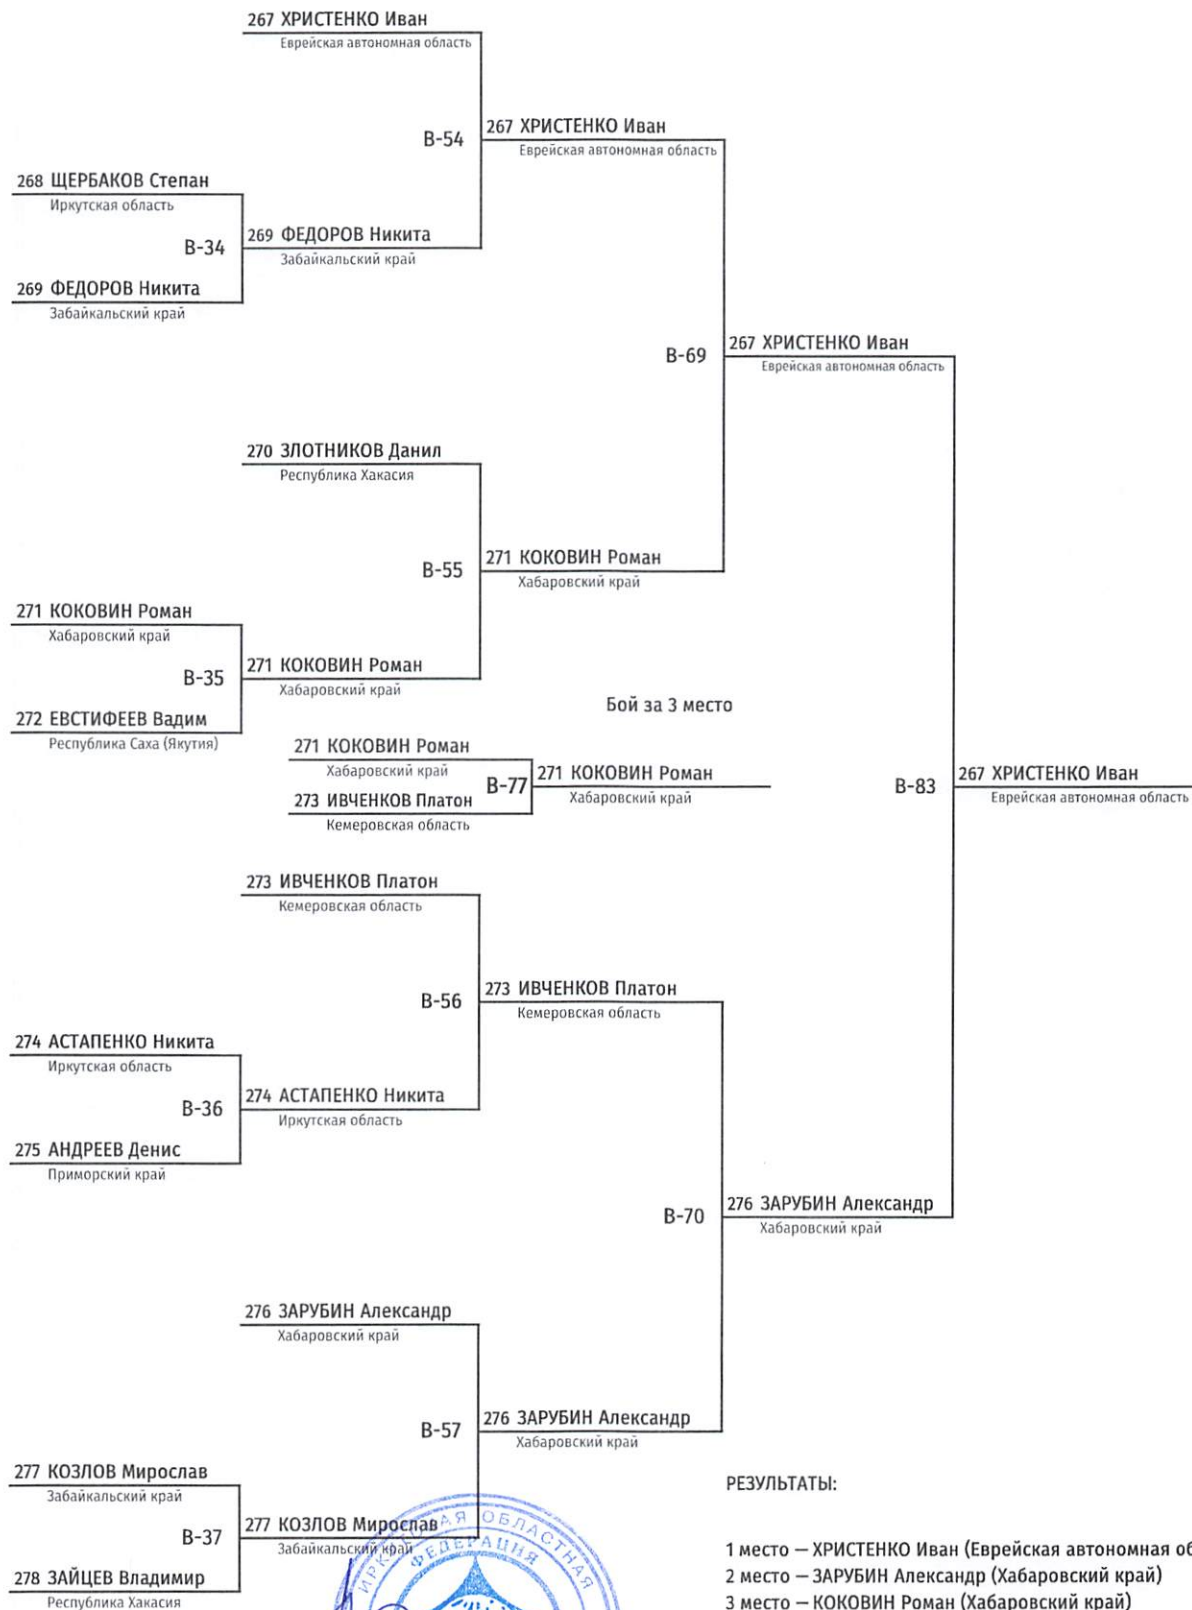 267 ХРИСТЕНКО Иван
Еврейская автономная область
В-54
267 ХРИСТЕНКО Иван
Еврейская автономная область
268 ЩЕРБАКОВ Степан
Иркутская область
В-34
269 ФЕДОРОВ Никита
Забайкальский край
269 ФЕДОРОВ Никита
Забайкальский край
В-69
267 ХРИСТЕНКО Иван
Еврейская автономная область
270 ЗЛОТНИКОВ Данил
Республика Хакасия
В-55
271 КОКОВИН Роман
Хабаровский край
271 КОКОВИН Роман
Хабаровский край
В-35
271 КОКОВИН Роман
Хабаровский край
272 ЕВСТИФЕЕВ Вадим
Республика Саха (Якутия)
Бой за 3 место
271 КОКОВИН Роман
Хабаровский край
В-77
271 КОКОВИН Роман
Хабаровский край
273 ИВЧЕНКОВ Платон
Кемеровская область
В-83
267 ХРИСТЕНКО Иван
Еврейская автономная область
273 ИВЧЕНКОВ Платон
Кемеровская область
В-56
273 ИВЧЕНКОВ Платон
Кемеровская область
274 АСТАПЕНКО Никита
Иркутская область
В-36
274 АСТАПЕНКО Никита
Иркутская область
275 АНДРЕЕВ Денис
Приморский край
В-70
276 ЗАРУБИН Александр
Хабаровский край
276 ЗАРУБИН Александр
Хабаровский край
В-57
276 ЗАРУБИН Александр
Хабаровский край
277 КОЗЛОВ Мирослав
Забайкальский край
В-37
277 КОЗЛОВ Мирослав
Забайкальский край
278 ЗАЙЦЕВ Владимир
Республика Хакасия
ОБЛАСТНАЯ
ФЕДЕРАЦИЯ
РЕЗУЛЬТАТЫ:
1 место — ХРИСТЕНКО Иван (Еврейская автономная об
2 место — ЗАРУБИН Александр (Хабаровский край)
3 место — КОКОВИН Роман (Хабаровский край)